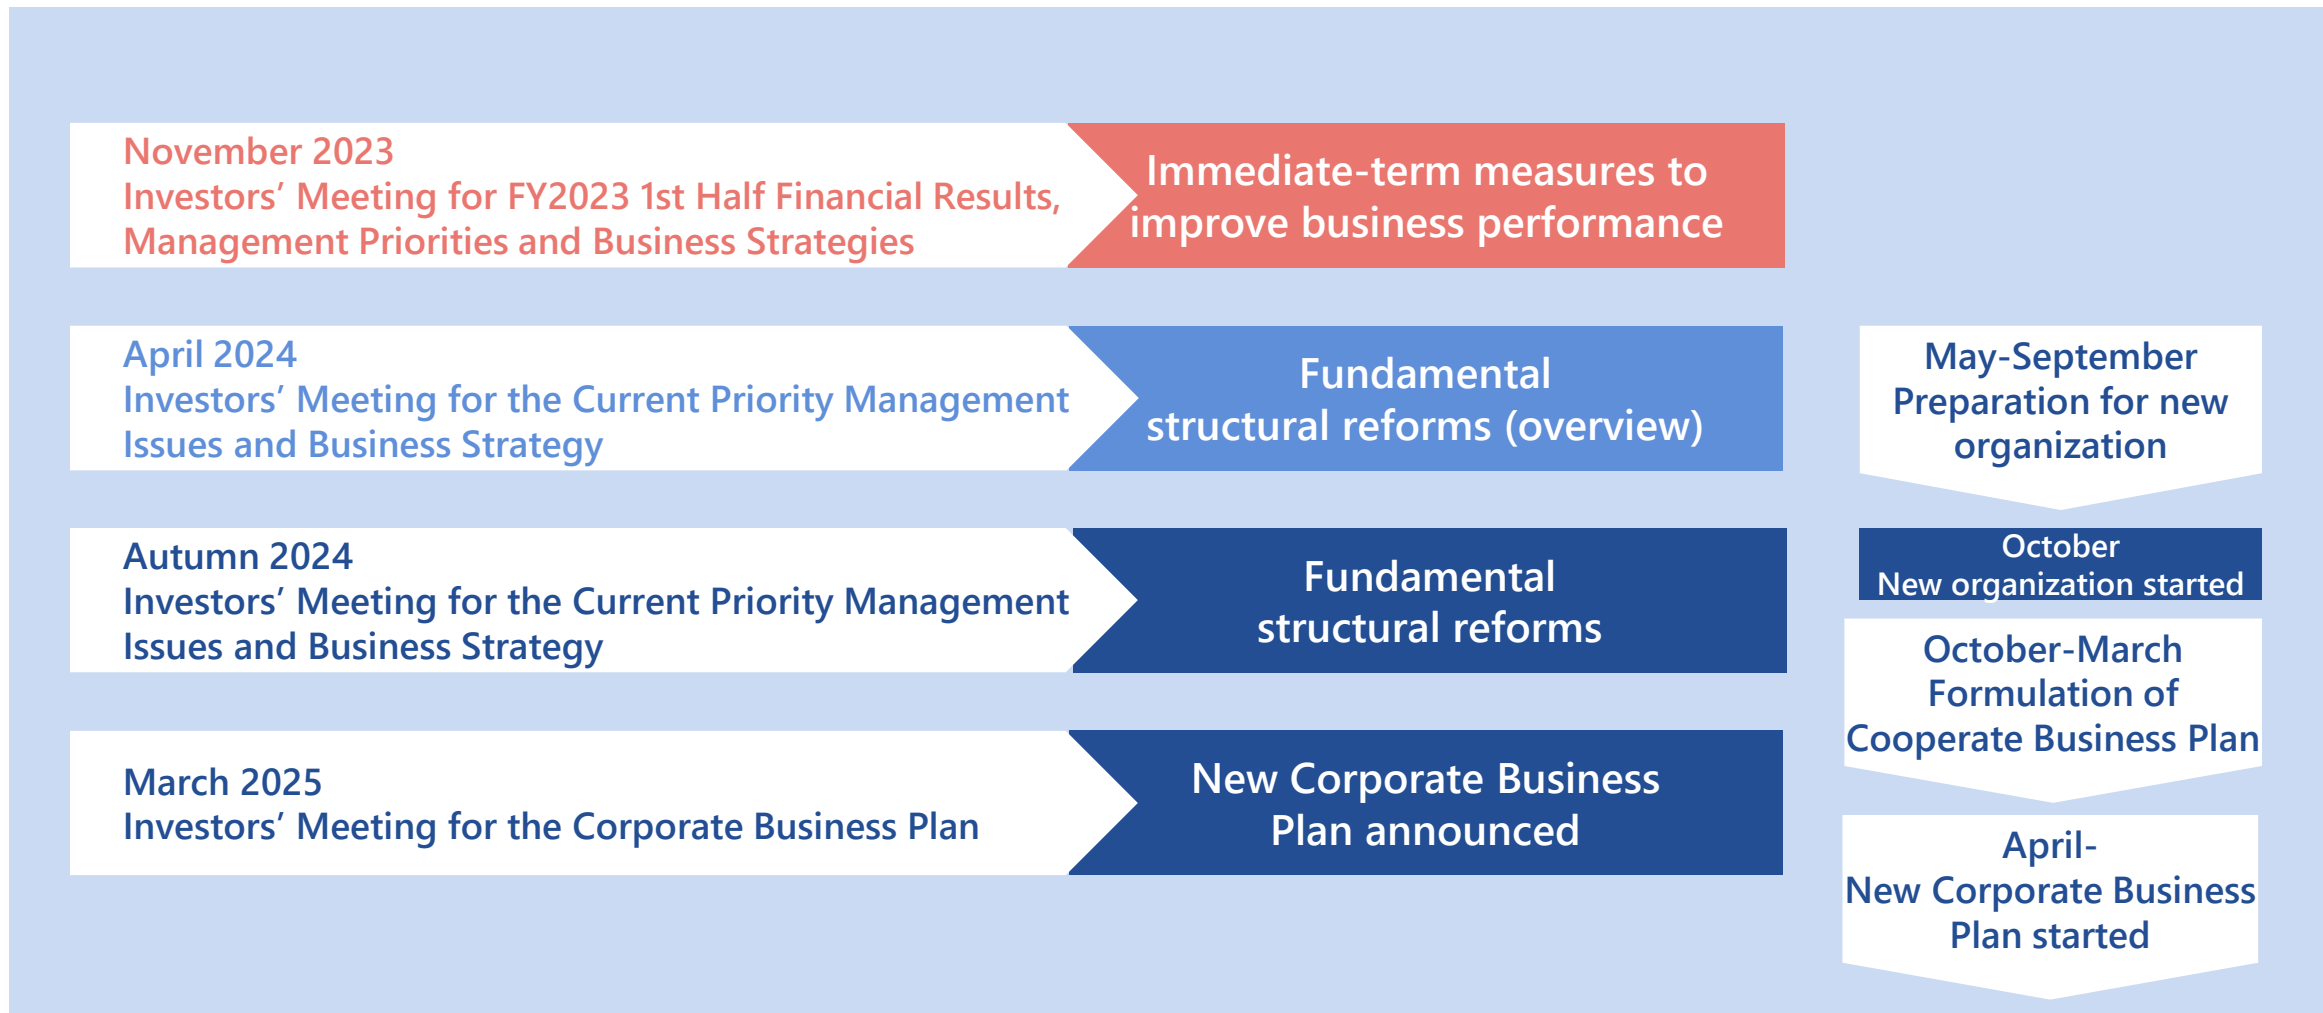 November 2023
Investors’ Meeting for FY2023 1st Half Financial Results,
Management Priorities and Business Strategies
Immediate-term measures to
improve business performance
April 2024
Investors’ Meeting for the Current Priority Management
Issues and Business Strategy
Fundamental
structural reforms (overview)
May-September
Preparation for new
organization
Autumn 2024
Investors’ Meeting for the Current Priority Management
Issues and Business Strategy
Fundamental
structural reforms
October
New organization started
October-March
Formulation of
Cooperate Business Plan
March 2025
Investors’ Meeting for the Corporate Business Plan
New Corporate Business
Plan announced
April-
New Corporate Business
Plan started